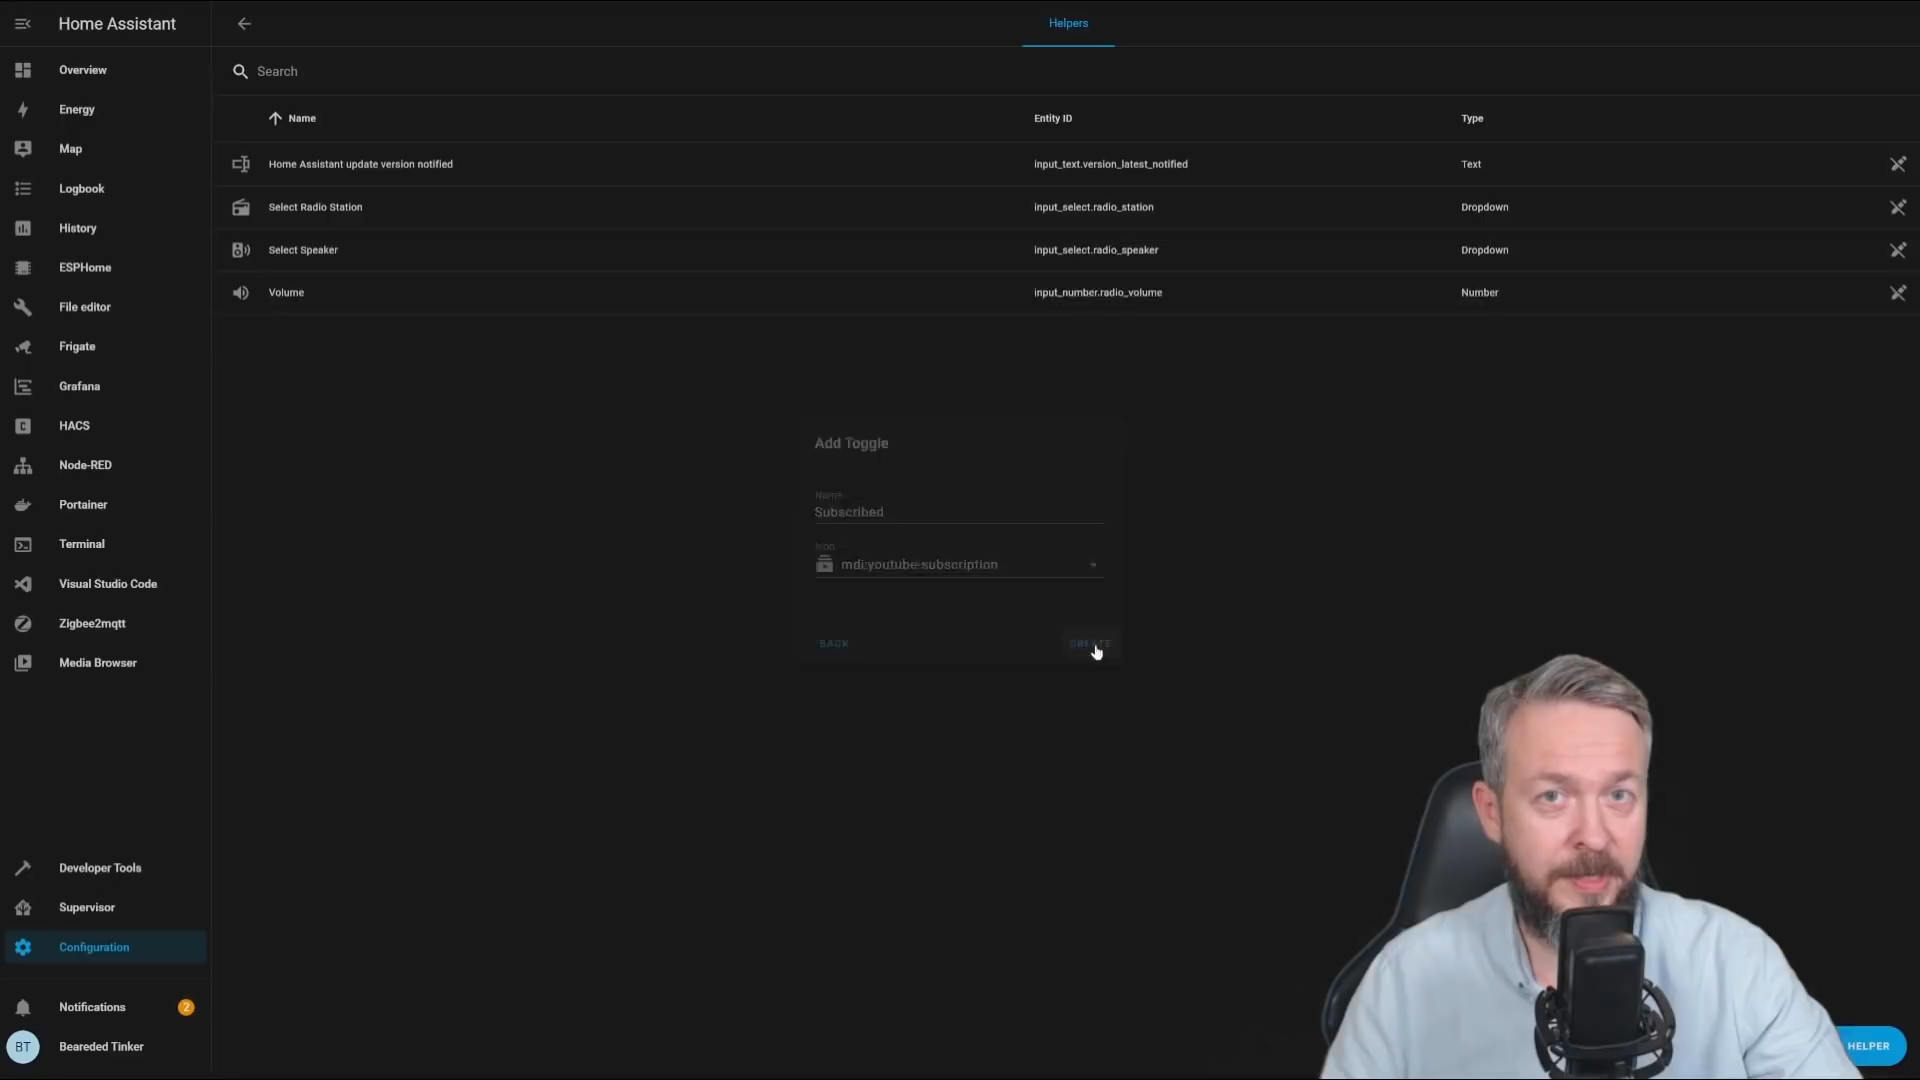 Home Assistant
Helpers
Overview
Energy
Map
Logbook
History
ESPHome
File editor
Frigate
Grafana
HACS
Node-RED
Portainer
Terminal
Visual Studio Code
Zigbee2mqtt
Media Browser
Developer Tools
Supervisor
Configuration
Notifications 2
BT Beareded Tinker
Search
Name Entity ID Type
Home Assistant update version notified input_text.version_latest_notified Text
Select Radio Station input_select.radio_station Dropdown
Select Speaker input_select.radio_speaker Dropdown
Volume input_number.radio_volume Number
Add Toggle
Name
Subscribed
Icon
mdi:youtube-subscription
BACK CREATE
HELPER